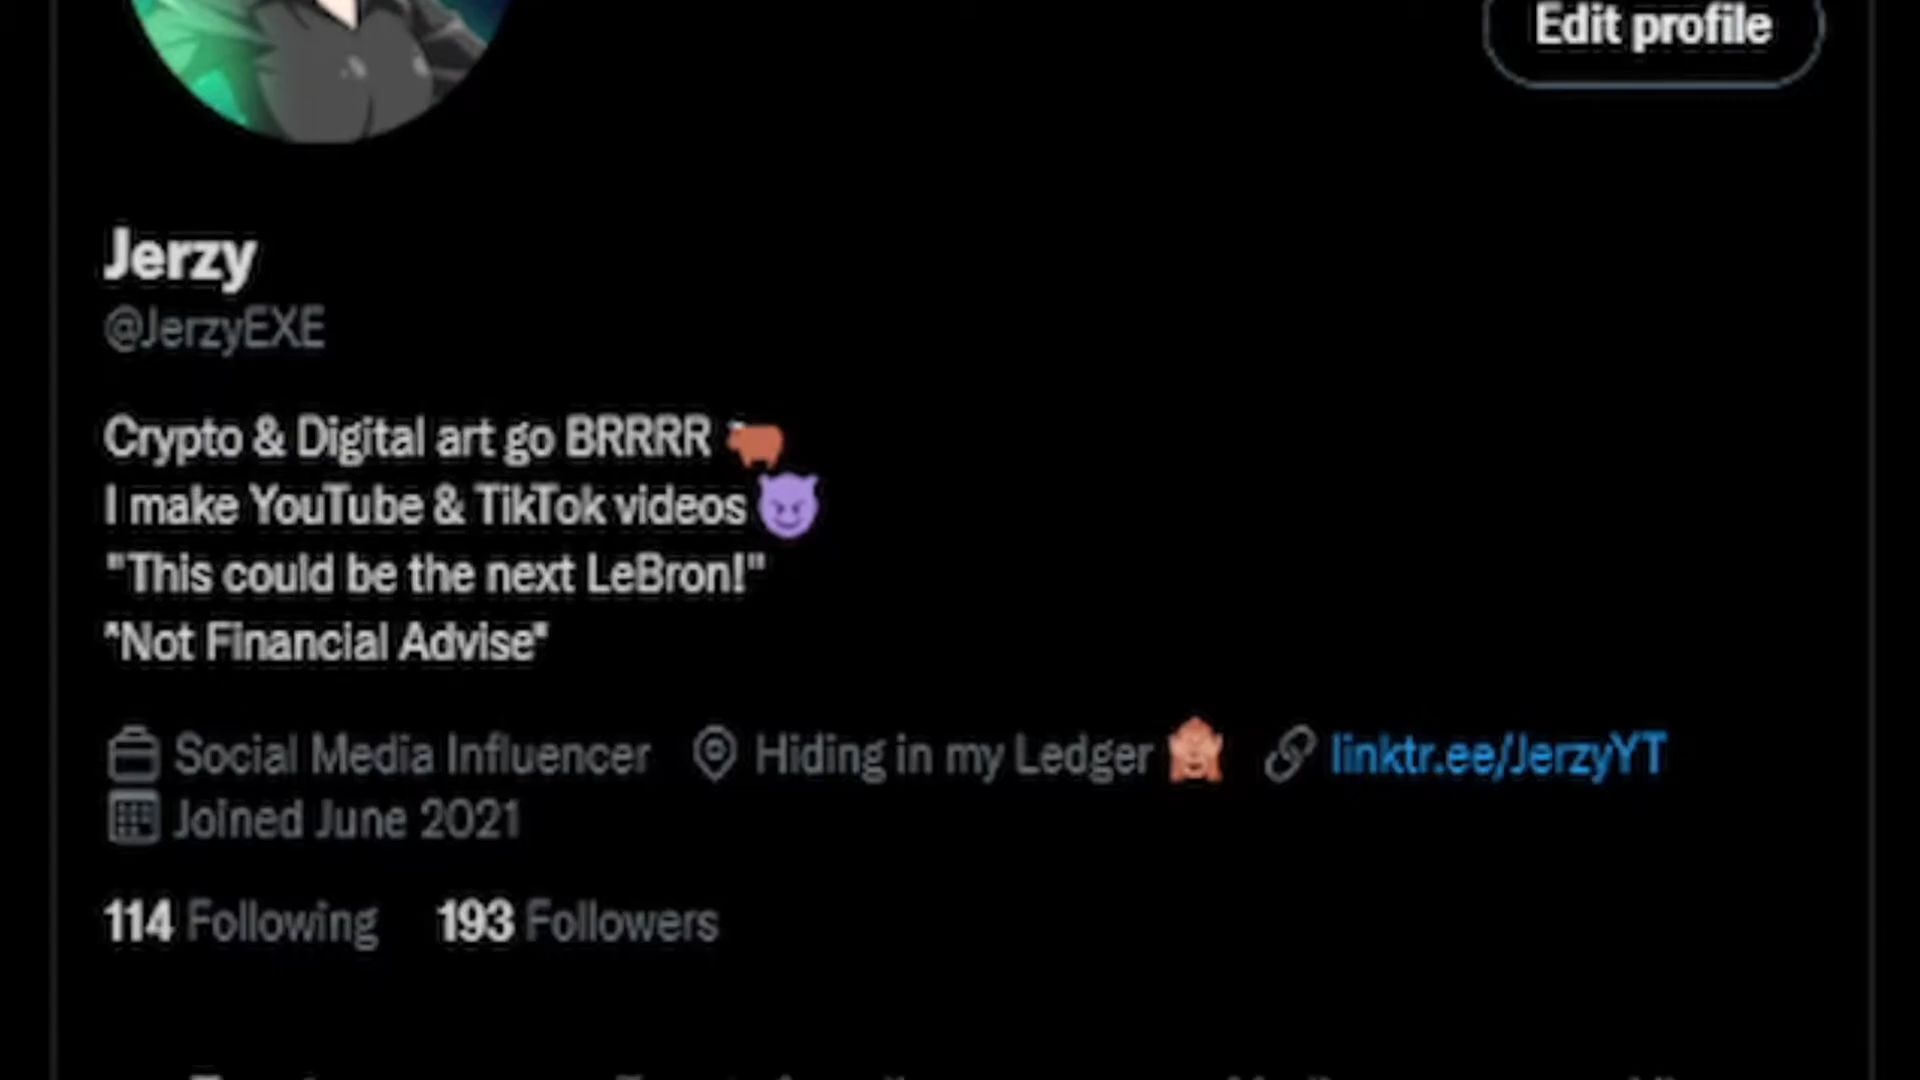 Edit profile
Jerzy
@JerzyEXE
Crypto & Digital art go BRRRR 🐂
I make YouTube & TikTok videos 😈
"This could be the next LeBron!"
*Not Financial Advise*
Social Media Influencer Hiding in my Ledger 🙈 linktr.ee/JerzyYT
Joined June 2021
114 Following 193 Followers